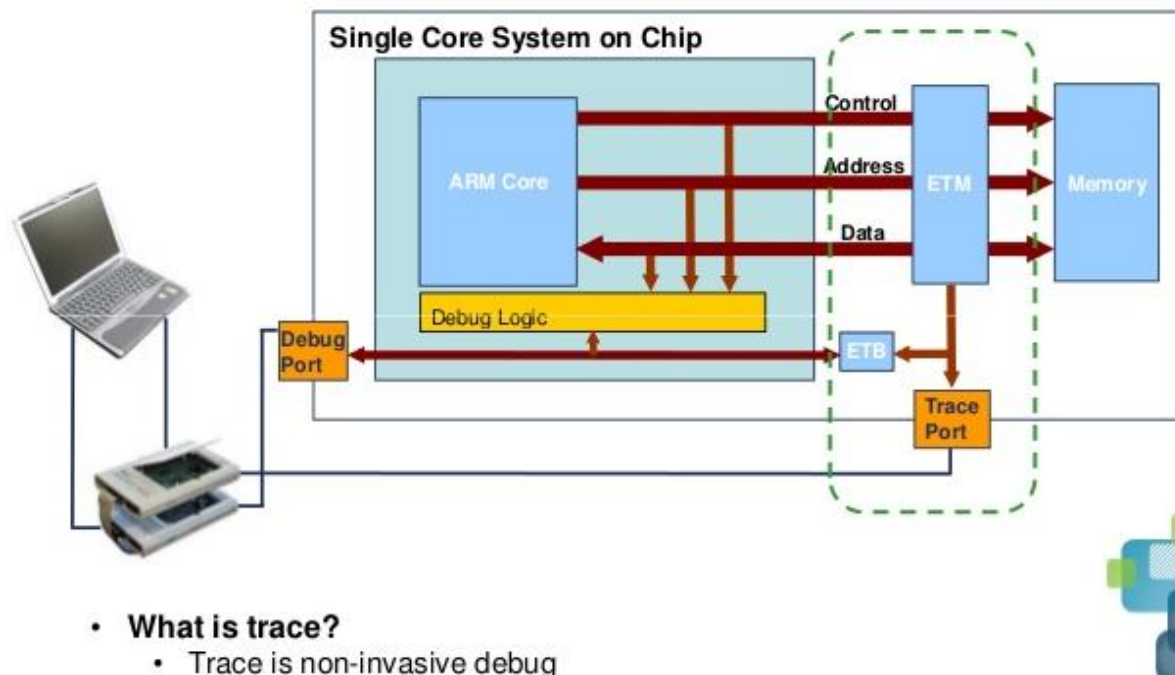 Single Core System on Chip
Control
ARM Core
Address
ETM
Memory
Data
Debug Logic
Debug
Port
ETB
Trace
Port
• What is trace?
• Trace is non-invasive debug